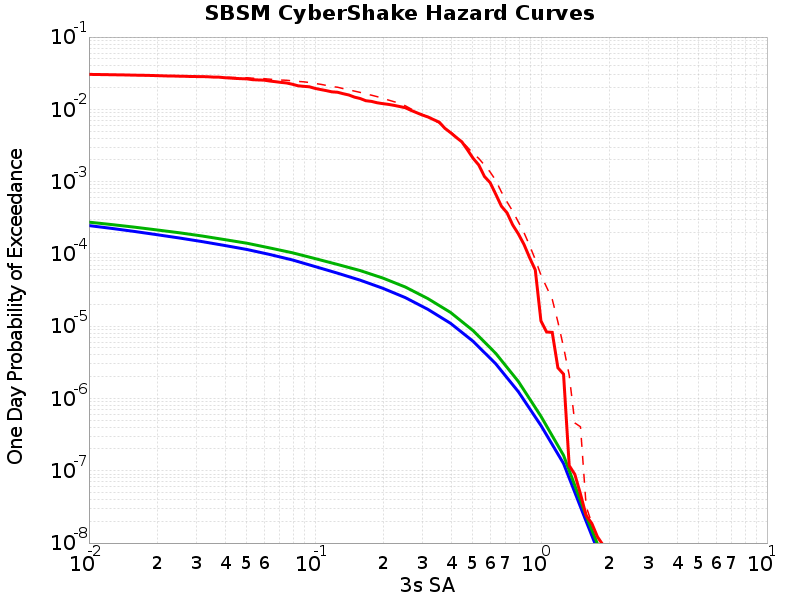 SBSM CyberShake Hazard Curves
One Day Probability of Exceedance
10-1
10-2
10-3
10-4
10-5
10-6
10-7
10-8
10-2 2 3 4 5 6 10-1 2 3 4 5 6 7 100 2 3 4 5 6 7 101
3s SA